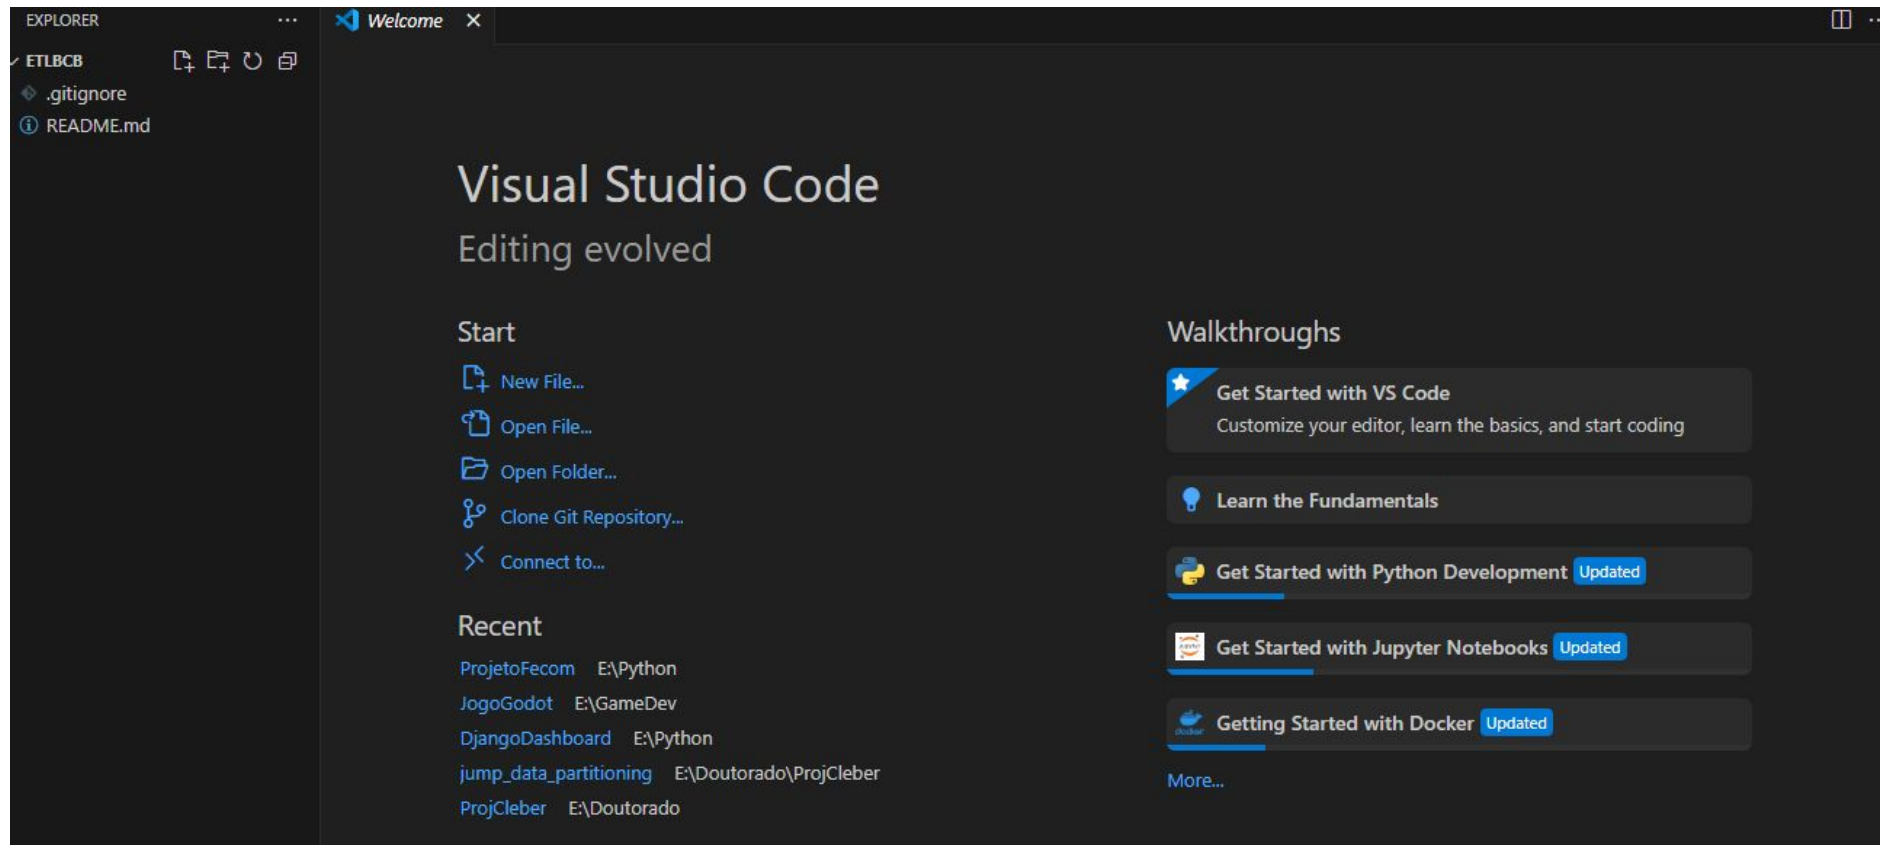 EXPLORER
ETLBCB
.gitignore
README.md
Welcome
Visual Studio Code
Editing evolved
Start
New File...
Open File...
Open Folder...
Clone Git Repository...
Connect to...
Recent
ProjetoFecom E:\Python
JogoGodot E:\GameDev
DjangoDashboard E:\Python
jump_data_partitioning E:\Doutorado\ProjCleber
ProjCleber E:\Doutorado
Walkthroughs
Get Started with VS Code
Customize your editor, learn the basics, and start coding
Learn the Fundamentals
Get Started with Python Development Updated
Get Started with Jupyter Notebooks Updated
Getting Started with Docker Updated
More...